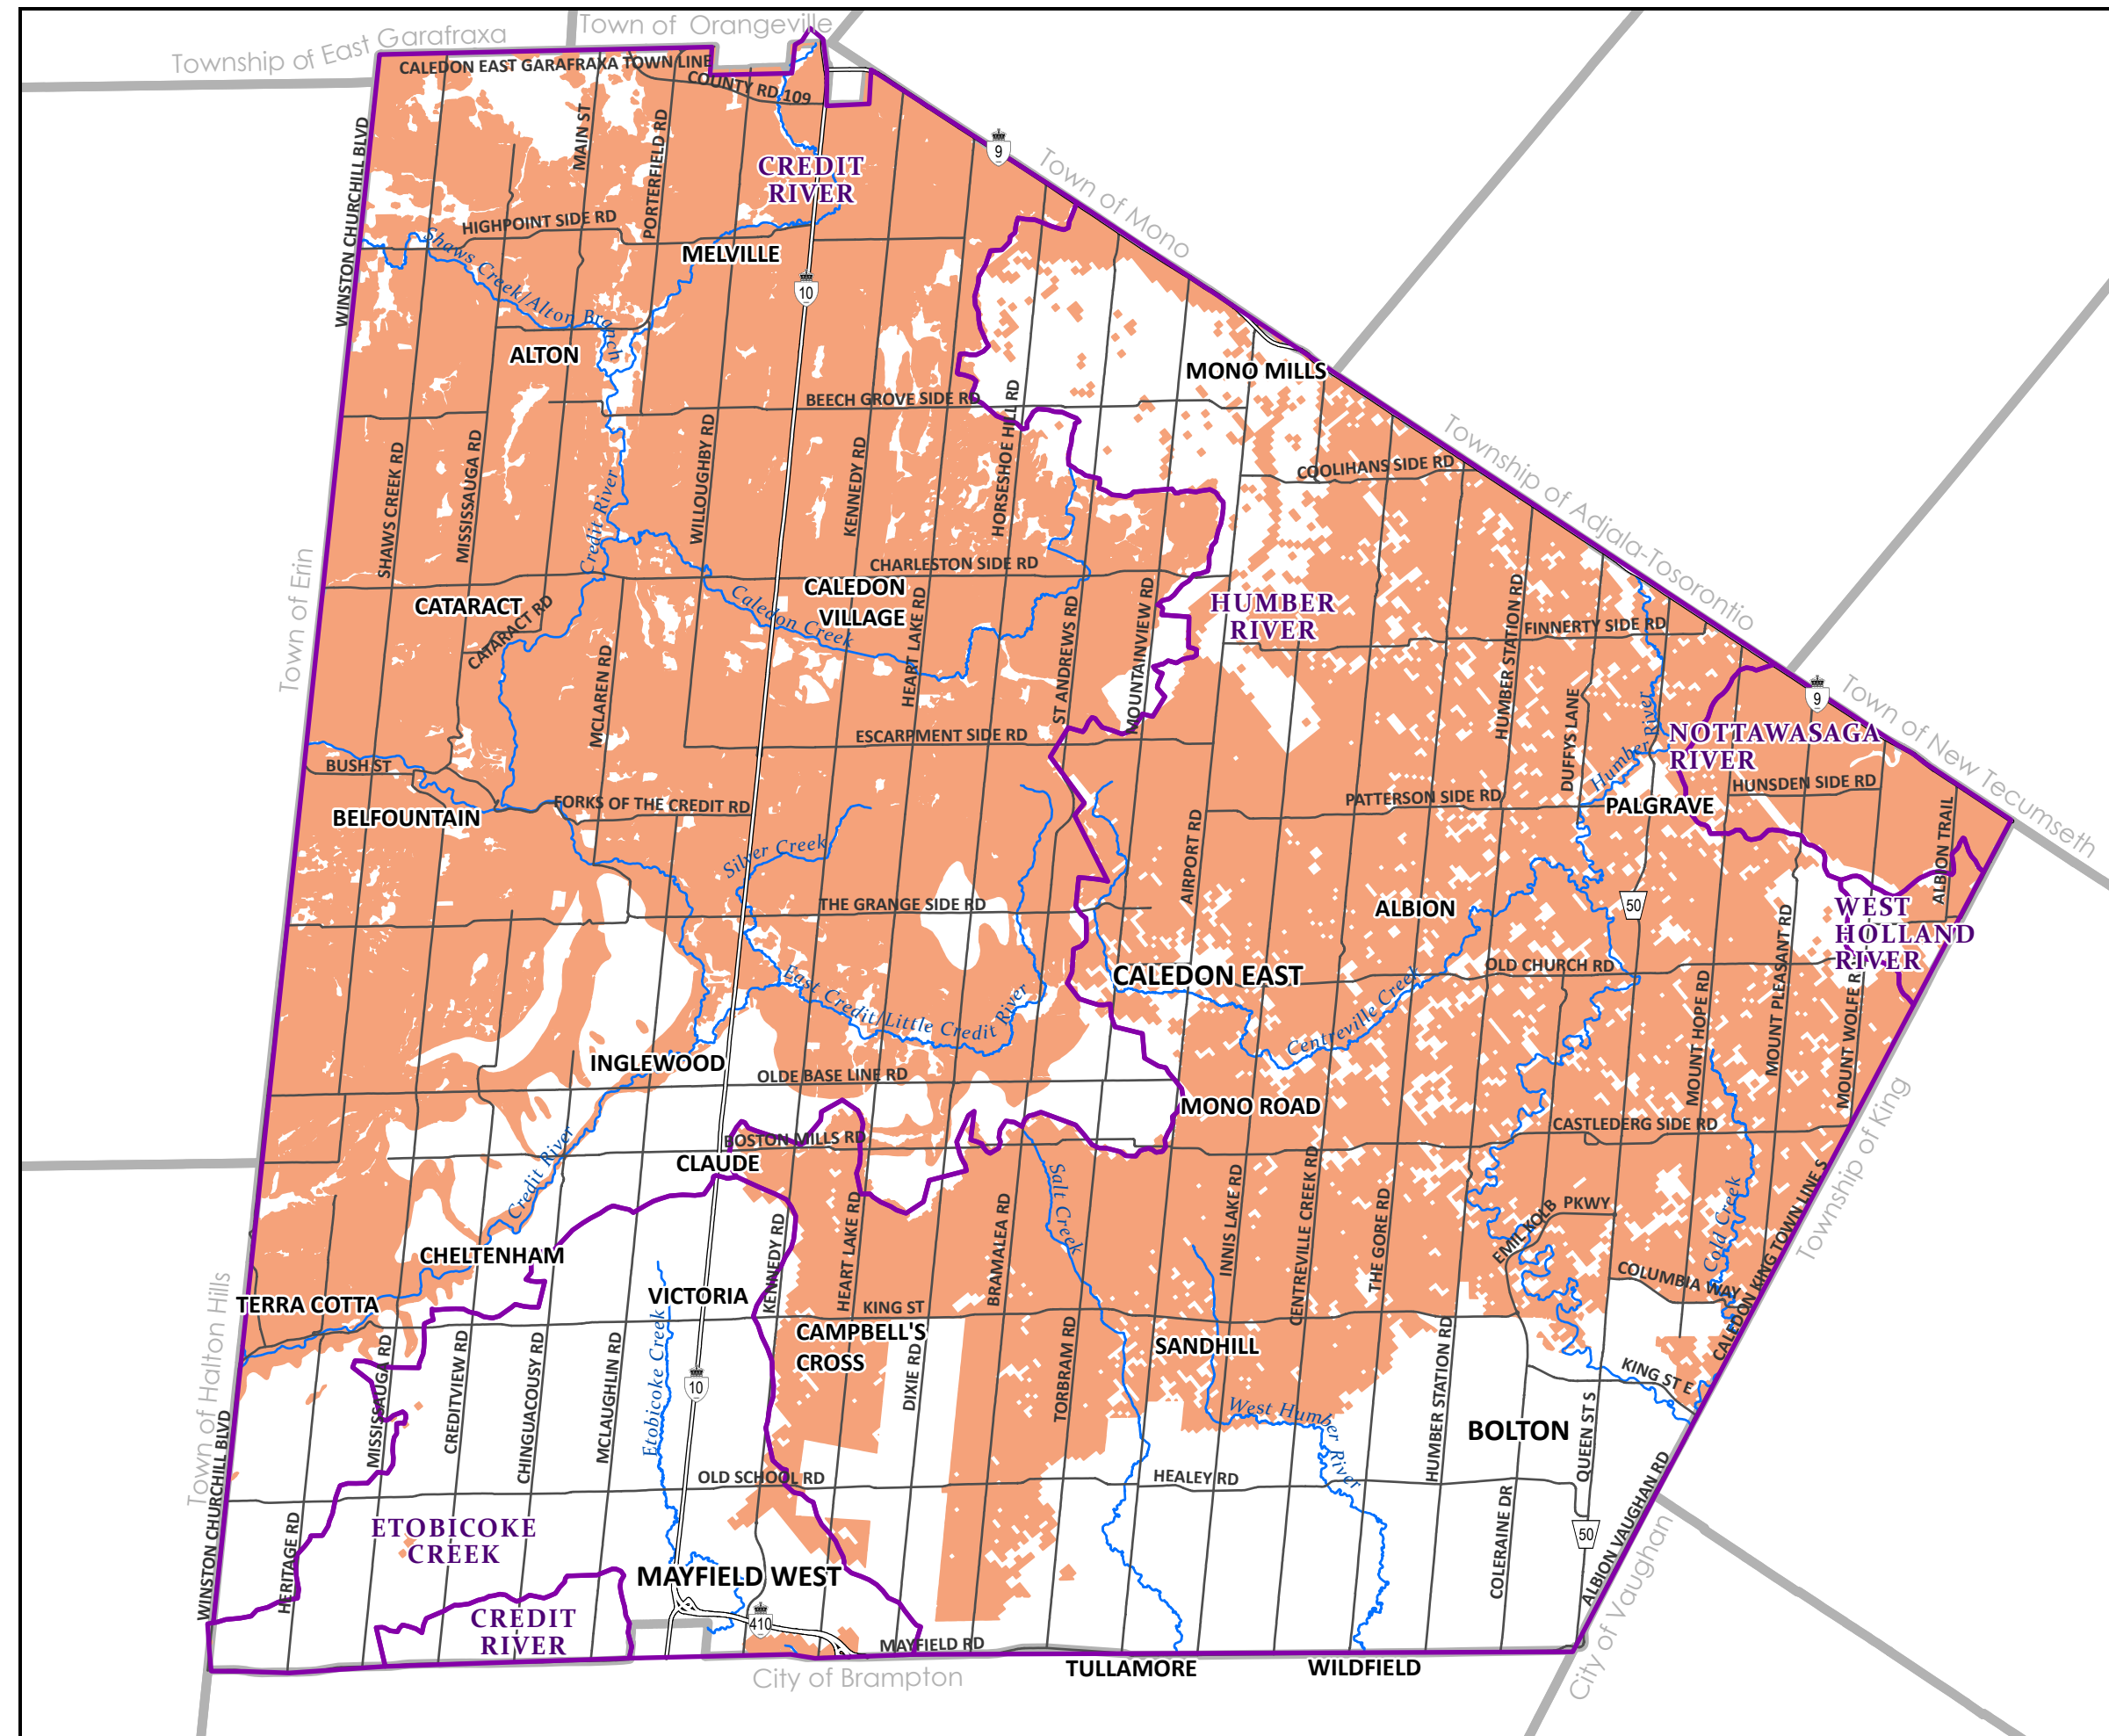 Town of Orangeville
Township of East Garafraxa
CALEDON EAST GARAFRAXA TOWN LINE
COUNTY RD 109
WINSTON CHURCHILL BLVD
MAIN ST
PORTERFIELD RD
CREDIT
RIVER
9
Town of Mono
HIGHPOINT SIDE RD
Shaws Creek/Alton Branch
MELVILLE
10
ALTON
MONO MILLS
BEECH GROVE SIDE RD
HORSESHOE HILL RD
Township of Adjala-Tosorontio
SHAWS CREEK RD
MISSISSAUGA RD
Credit River
WILLOUGHBY RD
KENNEDY RD
COOLIHANS SIDE RD
Town of Erin
CHARLESTON SIDE RD
CALEDON
VILLAGE
CATARACT
CATARACT RD
Caledon Creek
HEART LAKE RD
ST ANDREWS RD
MOUNTAINVIEW RD
HUMBER
RIVER
HUMBER STATION RD
FINNERTY SIDE RD
MCLAREN RD
DUFFYS LANE
Humber River
9
Town of New Tecumseth
NOTTAWASAGA
RIVER
ESCARPMENT SIDE RD
BUSH ST
BELFOUNTAIN
FORKS OF THE CREDIT RD
PATTERSON SIDE RD
PALGRAVE
HUNSDEN SIDE RD
Silver Creek
AIRPORT RD
ALBION TRAIL
THE GRANGE SIDE RD
ALBION
50
WEST
HOLLAND
RIVER
CALEDON EAST
OLD CHURCH RD
East Credit/Little Credit River
Centreville Creek
MOUNT HOPE RD
MOUNT PLEASANT RD
MOUNT WOLFE RD
INGLEWOOD
OLDE BASE LINE RD
MONO ROAD
CASTLEDERG SIDE RD
Township of King
BOSTON MILLS RD
CLAUDE
Credit River
Salt Creek
INNIS LAKE RD
CENTREVILLE CREEK RD
THE GORE RD
EMIL KOLB
PKWY
Cold Creek
COLUMBIA WAY
CALEDON KING TOWN LINE S
CHELTENHAM
TERRA COTTA
VICTORIA
KENNEDY RD
HEART LAKE RD
BRAMALEA RD
KING ST
CAMPBELL'S
CROSS
SANDHILL
Town of Halton Hills
MISSISSAUGA RD
CREDITVIEW RD
CHINGUACOUSY RD
MCLAUGHLIN RD
Etobicoke Creek
10
DIXIE RD
TORBRAM RD
West Humber River
HUMBER STATION RD
BOLTON
KING ST E
QUEEN ST S
WINSTON CHURCHILL BLVD
HERITAGE RD
OLD SCHOOL RD
HEALEY RD
COLERAINE DR
50
ALBION VAUGHAN RD
City of Vaughan
ETOBICOKE
CREEK
MAYFIELD WEST
CREDIT
RIVER
410
MAYFIELD RD
City of Brampton
TULLAMORE
WILDFIELD